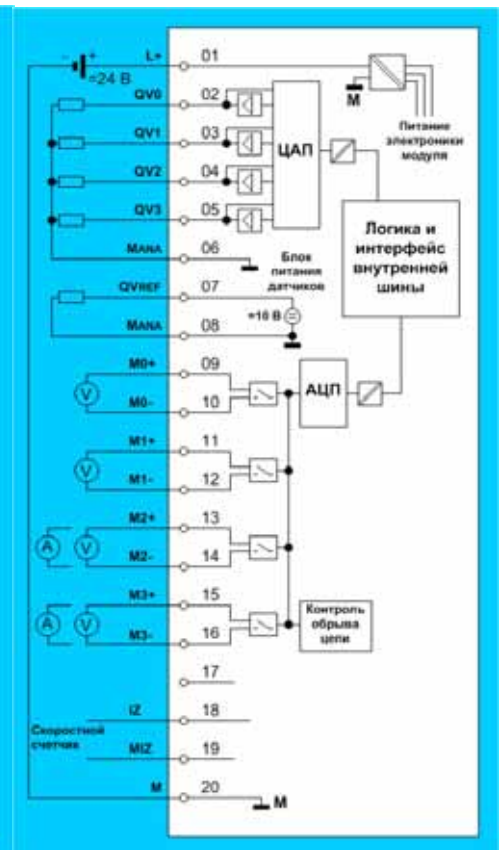 L+ 01
=24 В
М
QV0 02
Питание
электроники
модуля
QV1 03
ЦАП
QV2 04
QV3 05
Логика и
интерфейс
внутренней
шины
MANA 06
Блок
питания
датчиков
QVREF 07
=10 В
MANA 08
M0+ 09
АЦП
M0- 10
V
M1+ 11
V
M1- 12
M2+ 13
A V
M2- 14
M3+ 15
A V
M3- 16
Контроль
обрыва
цепи
17
IZ 18
Скоростной
счетчик
MIZ 19
M 20
М